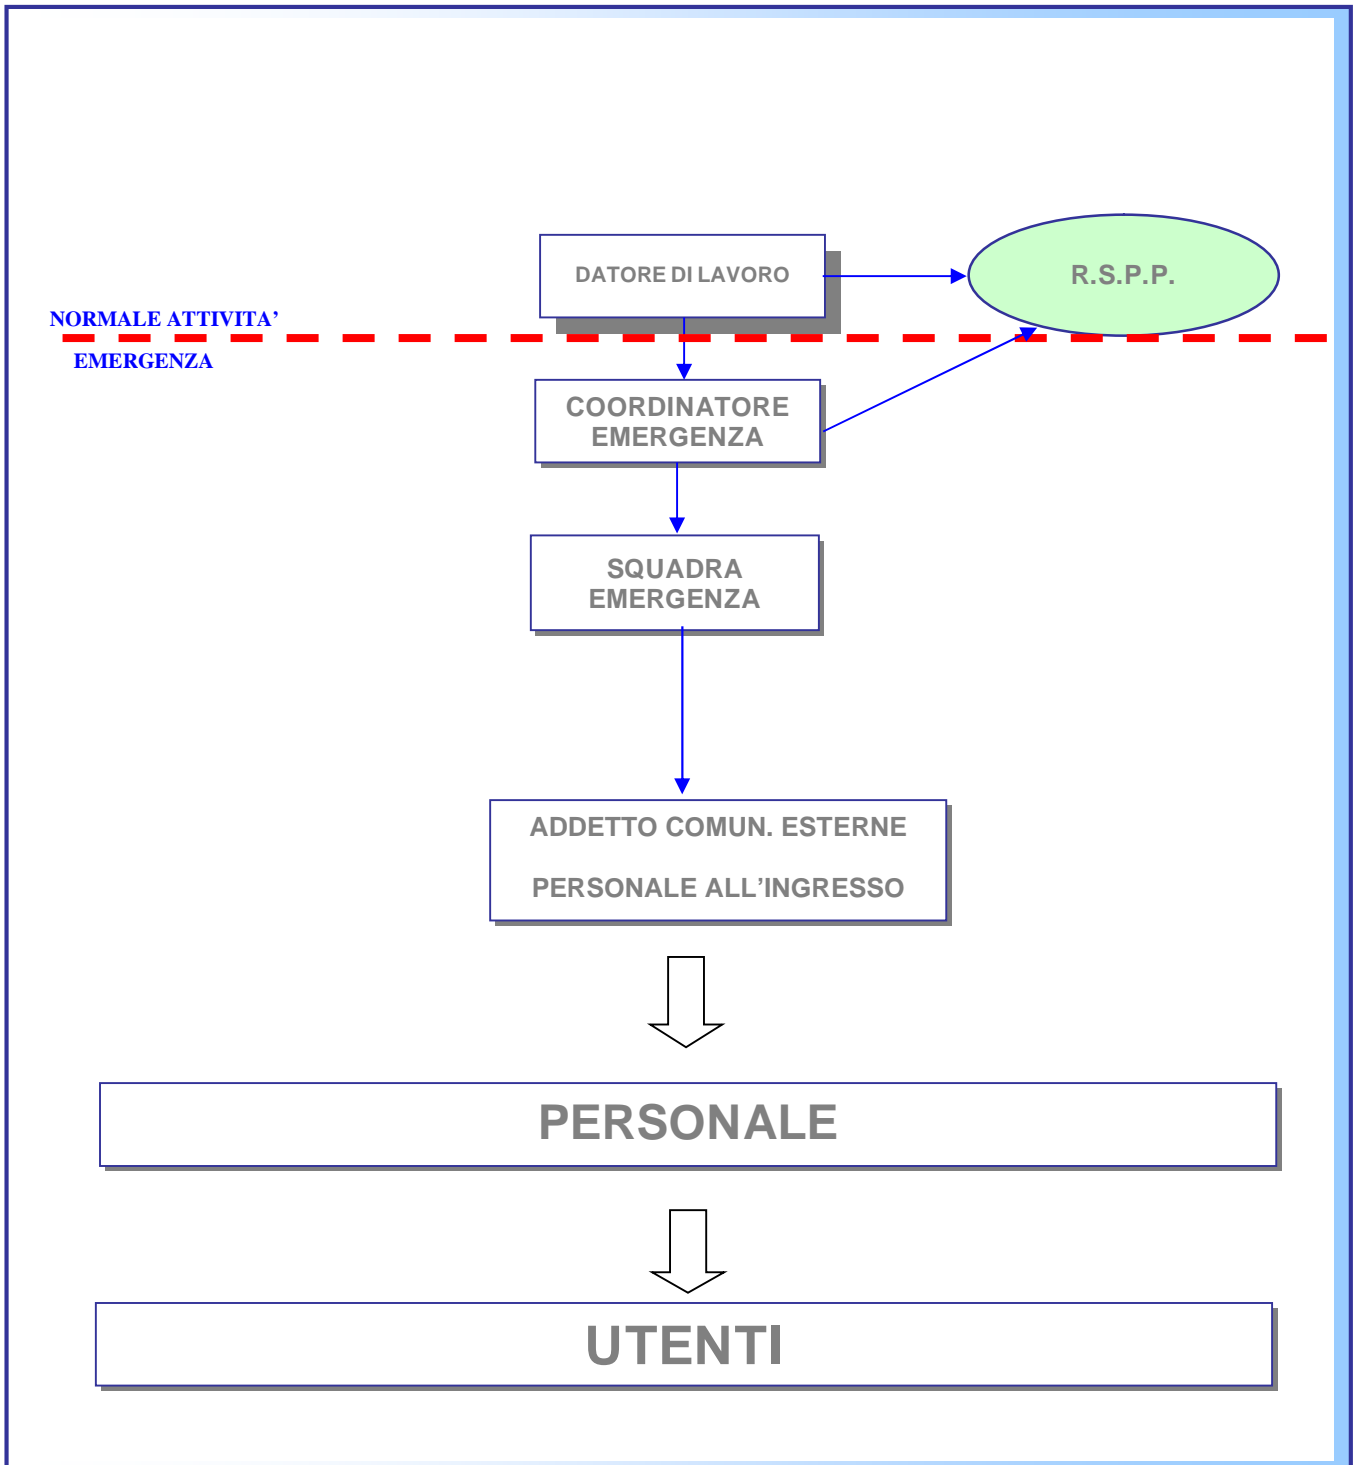 DATORE DI LAVORO
R.S.P.P.
NORMALE ATTIVITA’
EMERGENZA
COORDINATORE
EMERGENZA
SQUADRA
EMERGENZA
ADDETTO COMUN. ESTERNE
PERSONALE ALL’INGRESSO
PERSONALE
UTENTI